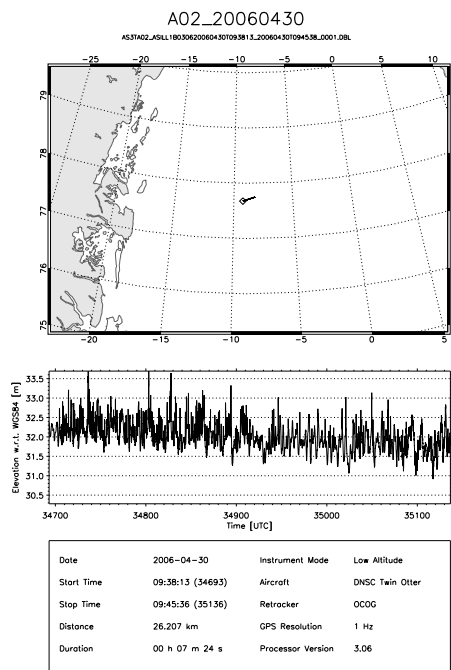 A02_20060430
AS3TA02_ASILL1B030620060430T093813_20060430T094538_0001.DBL
-25 -20 -15 -10 -5 0 5 10
79
78
77
76
75
-20 -15 -10 -5 0 5
Elevation w.r.t. WGS84 [m]
33.5
33.0
32.5
32.0
31.5
31.0
30.5
34700 34800 34900 35000 35100
Time [UTC]
Date 2006-04-30 Instrument Mode Low Altitude
Start Time 09:38:13 (34693) Aircraft DNSC Twin Otter
Stop Time 09:45:36 (35136) Retracker OCOG
Distance 26.207 km GPS Resolution 1 Hz
Duration 00 h 07 m 24 s Processor Version 3.06